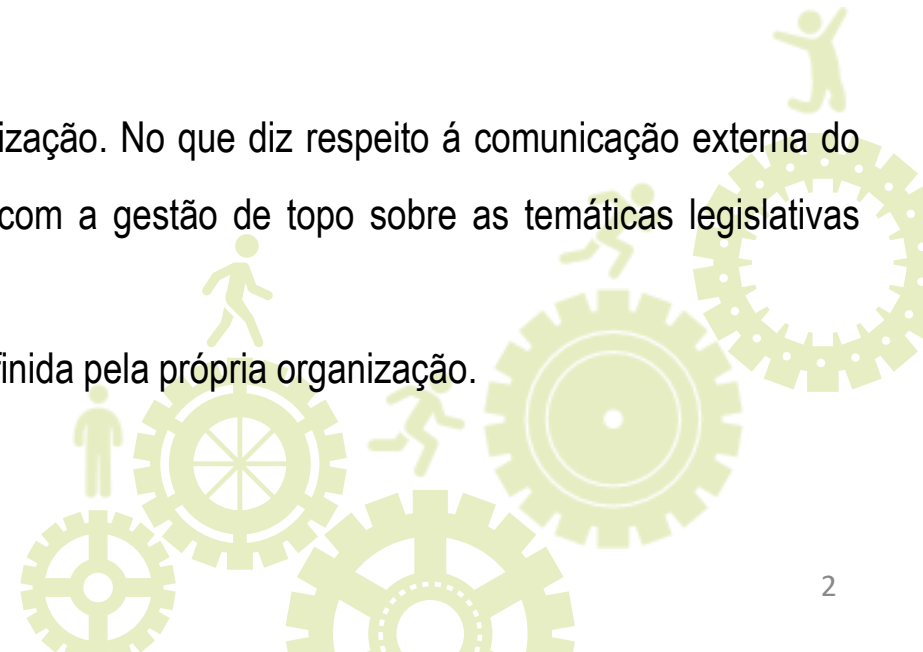 ização. No que diz respeito á comunicação externa do
com a gestão de topo sobre as temáticas legislativas
finida pela própria organização.
2